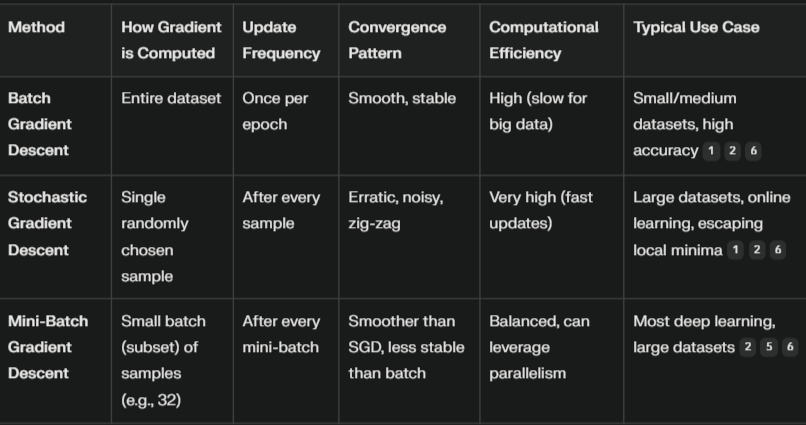 Method
How Gradient
is Computed
Update
Frequency
Convergence
Pattern
Computational
Efficiency
Typical Use Case
Batch
Gradient
Descent
Entire dataset
Once per
epoch
Smooth, stable
High (slow for
big data)
Small/medium
datasets, high
accuracy 1 2 6
Stochastic
Gradient
Descent
Single
randomly
chosen
sample
After every
sample
Erratic, noisy,
zig-zag
Very high (fast
updates)
Large datasets, online
learning, escaping
local minima 1 2 6
Mini-Batch
Gradient
Descent
Small batch
(subset) of
samples
(e.g., 32)
After every
mini-batch
Smoother than
SGD, less stable
than batch
Balanced, can
leverage
parallelism
Most deep learning,
large datasets 2 5 6